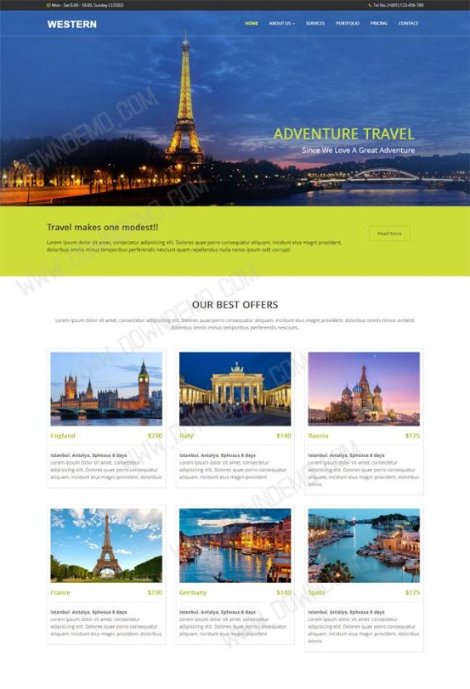 Mon - Sat 8.00 - 18.00. Sunday CLOSED
Tel No. (+001) 123-456-789
WESTERN
HOME ABOUT US SERVICES PORTFOLIO PRICING CONTACT
ADVENTURE TRAVEL
Since We Love A Great Adventure
Travel makes one modest!!
Lorem ipsum dolor sit amet, consectetur adipisicing elit. Dolores quae porro consequatur aliquam, incidunt eius magni provident,
doloribus omnis minus temporibus perferendis nesciunt quam repellendus nulla nemo ipsum odit corrupti
Read More
OUR BEST OFFERS
Lorem ipsum dolor sit amet, consectetur adipisicing elit. Dolores quae porro consequatur aliquam, incidunt eius magni provident, doloribus omnis minus
doloribus omnis minus temporibus perferendis nesciunt.
England $230
Istanbul, Antalya, Ephesus 8 days
Lorem ipsum dolor sit amet, consectetur
adipisicing elit. Dolores quae porro consequatur
aliquam, incidunt eius magni provident.
Italy $140
Istanbul, Antalya, Ephesus 8 days
Lorem ipsum dolor sit amet, consectetur
adipisicing elit. Dolores quae porro consequatur
aliquam, incidunt eius magni provident.
Russia $125
Istanbul, Antalya, Ephesus 8 days
Lorem ipsum dolor sit amet, consectetur adipisicing elit.
Dolores quae porro consequatur
aliquam, incidunt eius magni provident, doloribus
omnis
France $230
Istanbul, Antalya, Ephesus 8 days
Lorem ipsum dolor sit amet, consectetur
adipisicing elit. Dolores quae porro consequatur
aliquam, incidunt eius magni provident.
Germany $140
Istanbul, Antalya, Ephesus 8 days
Lorem ipsum dolor sit amet, consectetur
adipisicing elit. Dolores quae porro consequatur
aliquam, incidunt eius magni provident.
Spain $125
Istanbul, Antalya, Ephesus 8 days
Lorem ipsum dolor sit amet, consectetur adipisicing elit.
Dolores quae porro consequatur
aliquam, incidunt eius magni provident, doloribus
omnis
WWW.DOWNDEMO.COM